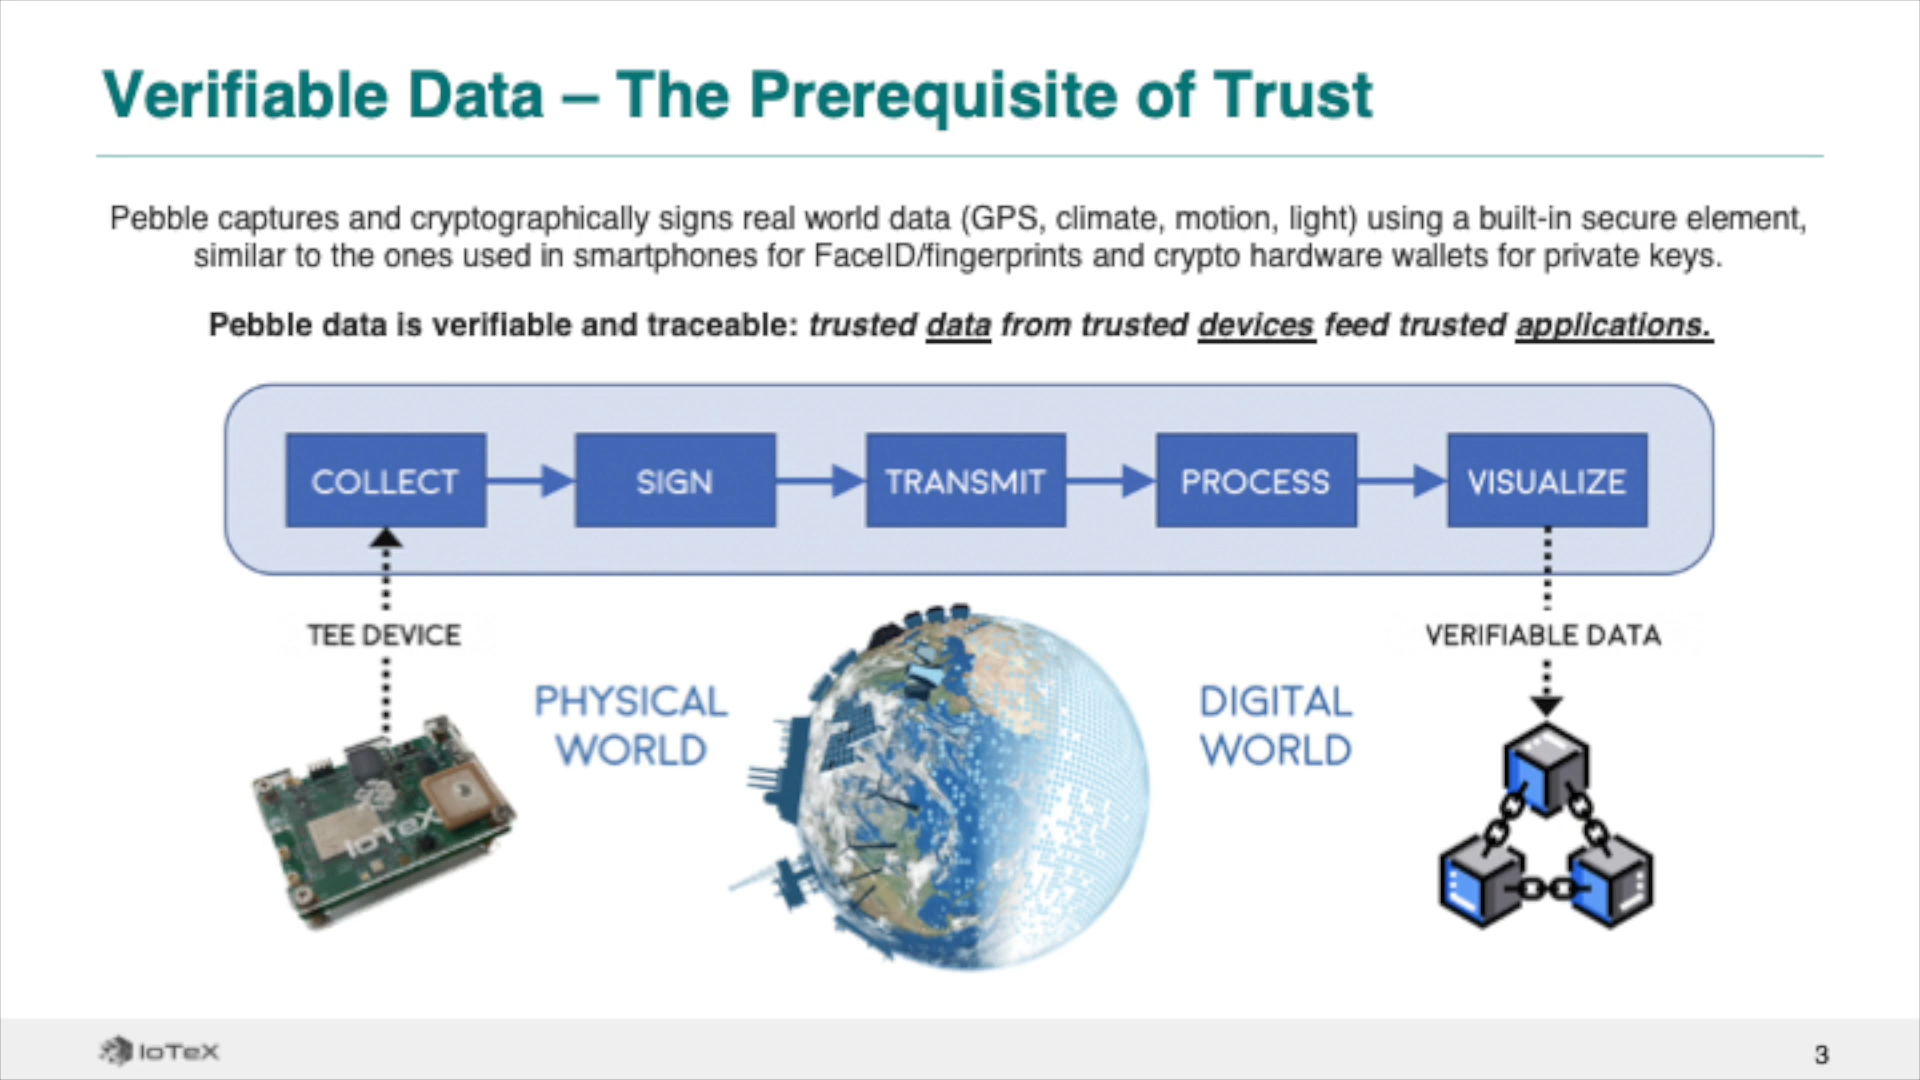 Verifiable Data – The Prerequisite of Trust
Pebble captures and cryptographically signs real world data (GPS, climate, motion, light) using a built-in secure element,
similar to the ones used in smartphones for FaceID/fingerprints and crypto hardware wallets for private keys.
Pebble data is verifiable and traceable: trusted data from trusted devices feed trusted applications.
COLLECT
SIGN
TRANSMIT
PROCESS
VISUALIZE
TEE DEVICE
VERIFIABLE DATA
PHYSICAL
WORLD
DIGITAL
WORLD
IoTeX
IoTeX
3